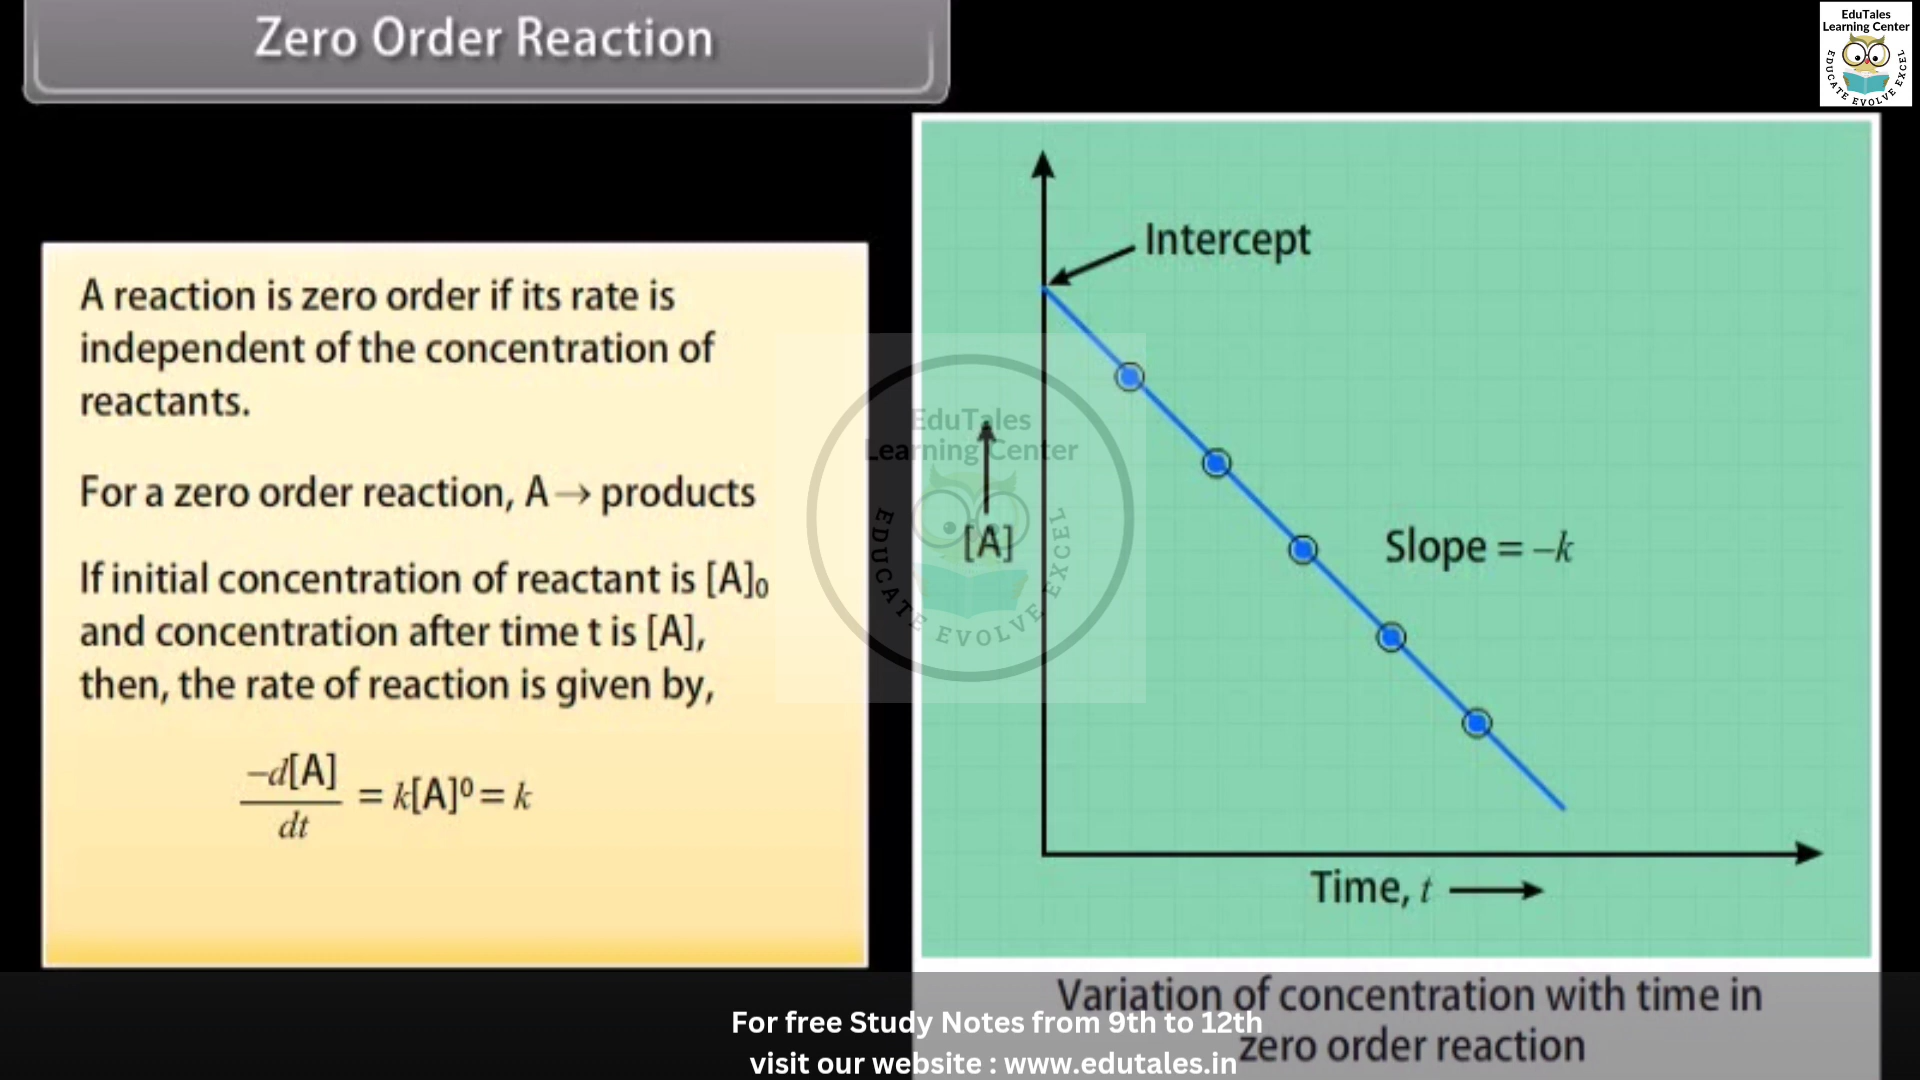 Zero Order Reaction
EduTales
Learning Center
EDUCATE EVOLVE EXCEL
A reaction is zero order if its rate is
independent of the concentration of
reactants.
For a zero order reaction, A → products
If initial concentration of reactant is [A]₀
and concentration after time t is [A],
then, the rate of reaction is given by,
–d[A]
dt
= k[A]⁰ = k
Intercept
EduTales
Learning Center
EDUCATE EVOLVE EXCEL
[A]
Slope = –k
Time, t
Variation of concentration with time in
zero order reaction
For free Study Notes from 9th to 12th
visit our website : www.edutales.in